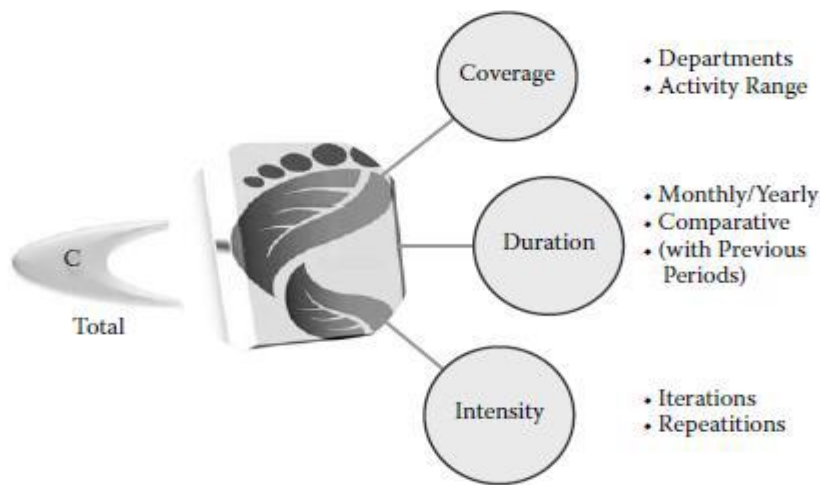 Coverage
• Departments
• Activity Range
Duration
• Monthly/Yearly
• Comparative
• (with Previous
Periods)
C
Total
Intensity
• Iterations
• Repeatitions